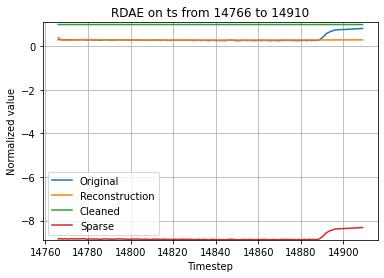 RDAE on ts from 14766 to 14910
Normalized value
0
−2
−4
−6
−8
Original
Reconstruction
Cleaned
Sparse
14760 14780 14800 14820 14840 14860 14880 14900
Timestep